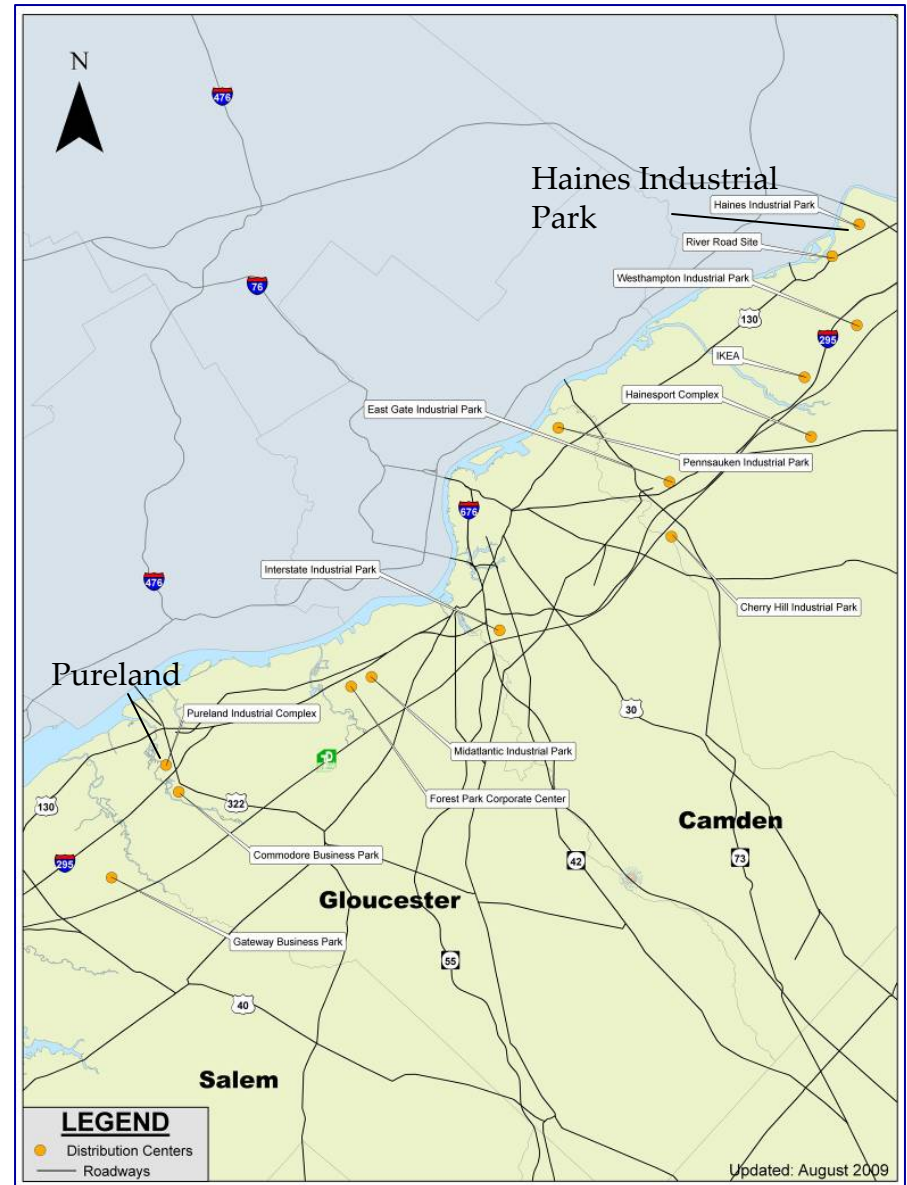 N
476
Haines Industrial
Park
Haines Industrial Park
River Road Site
Westhampton Industrial Park
76
130
295
IKEA
Hainesport Complex
East Gate Industrial Park
Pennsauken Industrial Park
676
Interstate Industrial Park
476
Cherry Hill Industrial Park
Pureland
Pureland Industrial Complex
30
Midatlantic Industrial Park
130
322
Forest Park Corporate Center
Camden
Commodore Business Park
295
42
73
Gloucester
Gateway Business Park
55
40
Salem
LEGEND
Distribution Centers
Roadways
Updated: August 2009